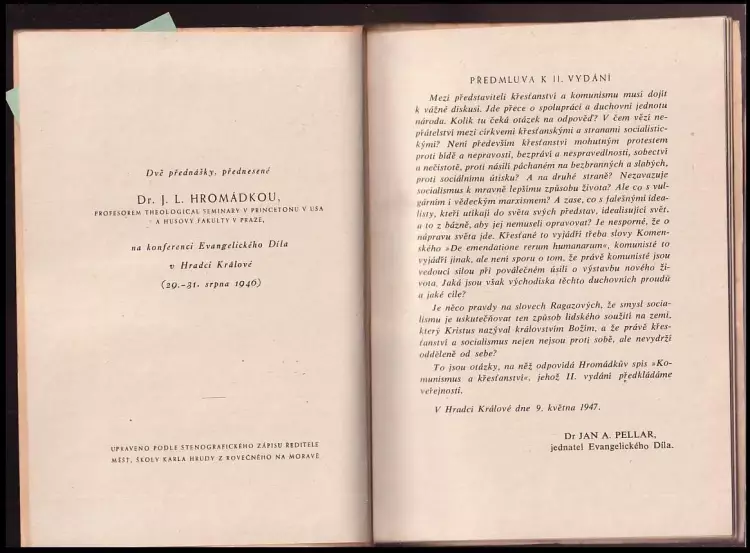 Dvě přednášky, přednesené
Dr. J. L. HROMÁDKOU,
PROFESOREM THEOLOGICAL SEMINARY V PRINCETONU V USA
A HUSOVY FAKULTY V PRAZE,
na konferenci Evangelického Díla
v Hradci Králové
(29.-31. srpna 1946)
UPRAVENO PODLE STENOGRAFICKÉHO ZÁPISU ŘEDITELE
MĚŠŤ. ŠKOLY KARLA HRUDY Z ROVEČNÉHO NA MORAVĚ
PŘEDMLUVA K II. VYDÁNÍ
Mezi představiteli křesťanství a komunismu musí dojít
k vážné diskusi. Jde přece o spolupráci a duchovní jednotu
národa. Kolik tu čeká otázek na odpověď? V čem vězí ne-
přátelství mezi církvemi křesťanskými a stranami socialistic-
kými? Není především křesťanství mohutným protestem
proti bídě a nepravosti, bezpráví a nespravedlnosti, sobectví
a nečistotě, proti násilí páchaném na bezbranných a slabých,
proti sociálnímu útisku? A na druhé straně? Nezavazuje
socialismus k mravně lepšímu způsobu života? Ale co s vul-
gárním i vědeckým marxismem? A zase, co s falešnými idea-
listy, kteří utíkají do světa svých představ, idealisující svět,
a to z bázně, aby jej nemuseli opravovat? Je nesporné, že o
nápravu světa jde. Křesťané to vyjádří třeba slovy Komen-
ského »De emendatione rerum humanarum«, komunisté to
vyjádří jinak, ale není sporu o tom, že právě komunisté jsou
vedoucí silou při poválečném úsilí o výstavbu nového ži-
vota. Jaká jsou však východiska těchto duchovních proudů
a jaké cíle?
Je něco pravdy na slovech Ragazových, že smysl socia-
lismu je uskutečňovat ten způsob lidského soužití na zemi,
který Kristus nazýval královstvím Božím, a že právě křes-
ťanství a socialismus nejen nejsou proti sobě, ale nevydrží
odděleně od sebe?
To jsou otázky, na něž odpovídá Hromádkův spis »Ko-
munismus a křesťanství«, jehož II. vydání předkládáme
veřejnosti.
V Hradci Králové dne 9. května 1947.
Dr JAN A. PELLAR,
jednatel Evangelického Díla.